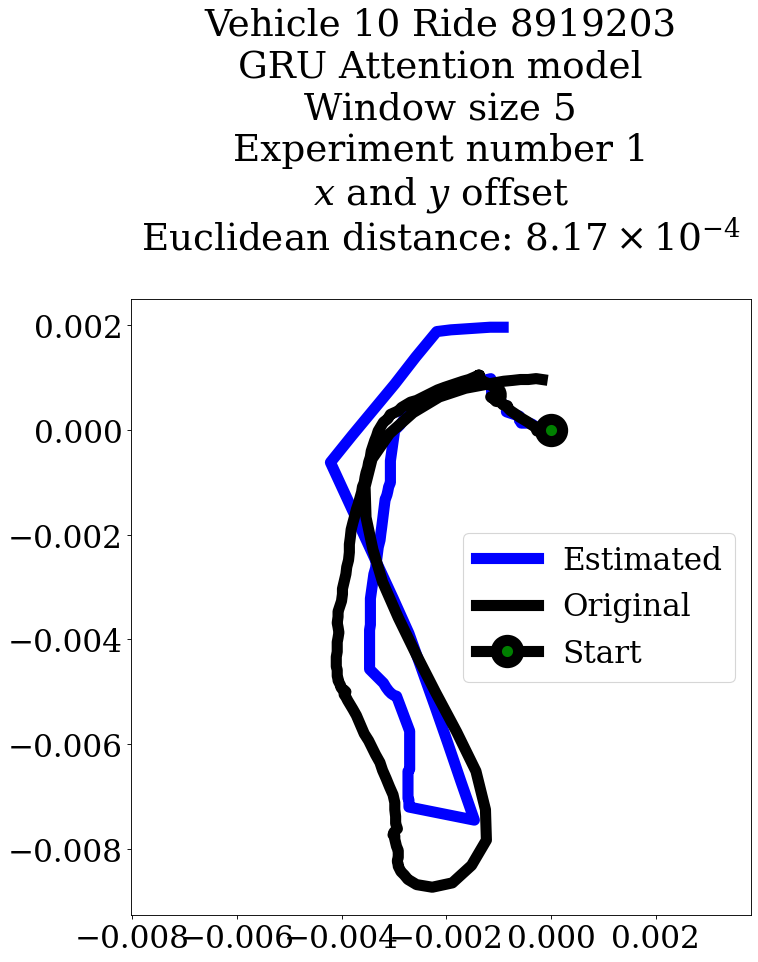 Vehicle 10 Ride 8919203
GRU Attention model
Window size 5
Experiment number 1
x and y offset
Euclidean distance: 8.17 × 10⁻⁴
0.002
0.000
−0.002
−0.004
−0.006
−0.008
Estimated
Original
Start
−0.008 −0.006 −0.004 −0.002 0.000 0.002